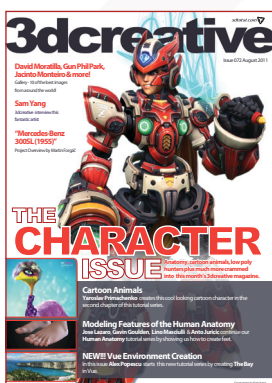 3dtotal.com
3dcreative
Issue 072 August 2011
David Moratilla, Gun Phil Park,
Jacinto Monteiro & more!
Gallery - 10 of the best images
from around the world!
Sam Yang
3dcreative interview this
fantastic artist
"Mercedes-Benz
300SL (1955)"
Project Overview by Martin Forgáč
THE
CHARACTER
ISSUE
Anatomy, cartoon animals, low poly
hunters plus much more crammed
into this month's 3dcreative magazine.
Cartoon Animals
Yaroslav Primachenko creates this cool looking cartoon character in the
second chapter of this tutorial series.
Modeling Features of the Human Anatomy
Jose Lazaro, Gavin Goulden, Lino Masciulli & Anto Juricic continue our
Human Anatomy tutorial series by showing us how to create feet.
NEW!!! Vue Environment Creation
In this issue Alex Popescu starts this new tutorial series by creating The Bay
in Vue.